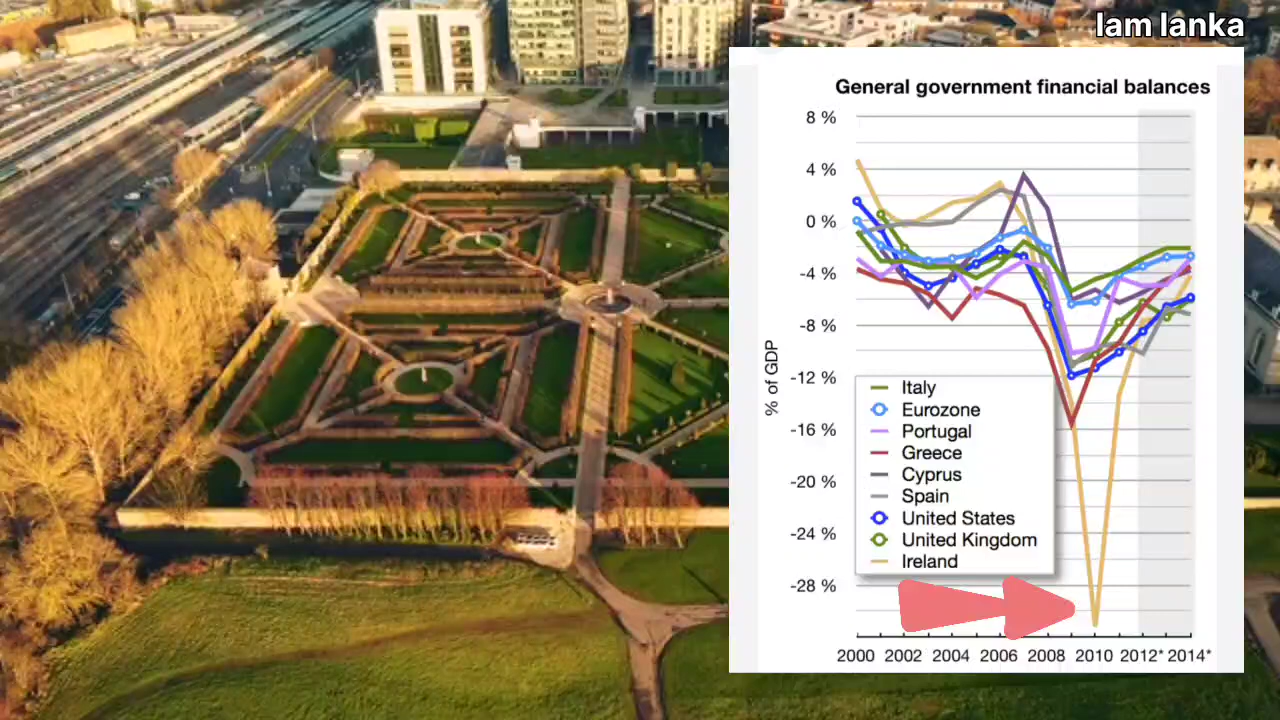 Iam lanka
General government financial balances
8 %
4 %
0 %
-4 %
-8 %
-12 %
-16 %
-20 %
-24 %
-28 %
% of GDP
Italy
Eurozone
Portugal
Greece
Cyprus
Spain
United States
United Kingdom
Ireland
2000 2002 2004 2006 2008 2010 2012* 2014*